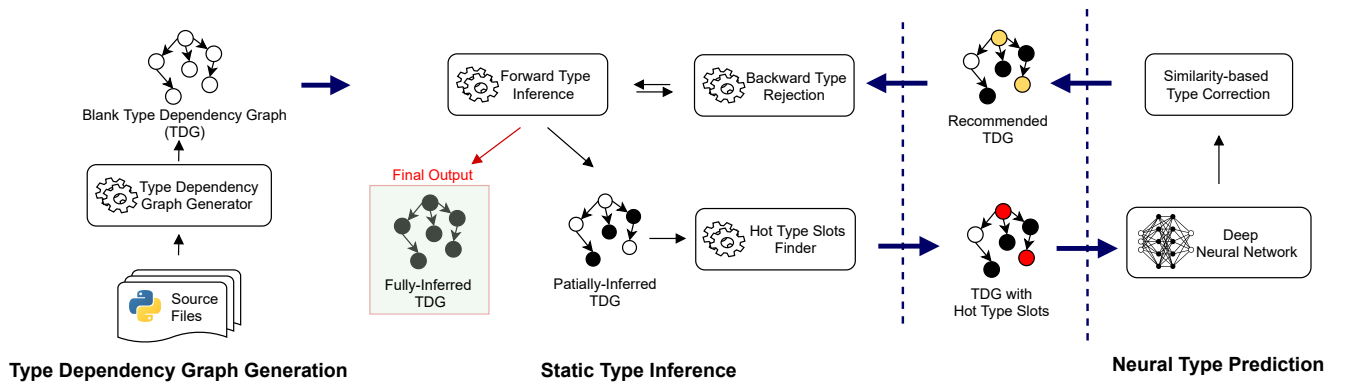 Blank Type Dependency Graph
(TDG)
Type Dependency
Graph Generator
Source
Files
Type Dependency Graph Generation
Forward Type
Inference
Backward Type
Rejection
Final Output
Fully-Inferred
TDG
Patially-Inferred
TDG
Hot Type Slots
Finder
Static Type Inference
Recommended
TDG
TDG with
Hot Type Slots
Similarity-based
Type Correction
Deep
Neural Network
Neural Type Prediction